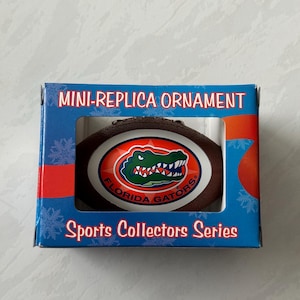 MINI-REPLICA ORNAMENT
FLORIDA GATORS
Sports Collectors Series